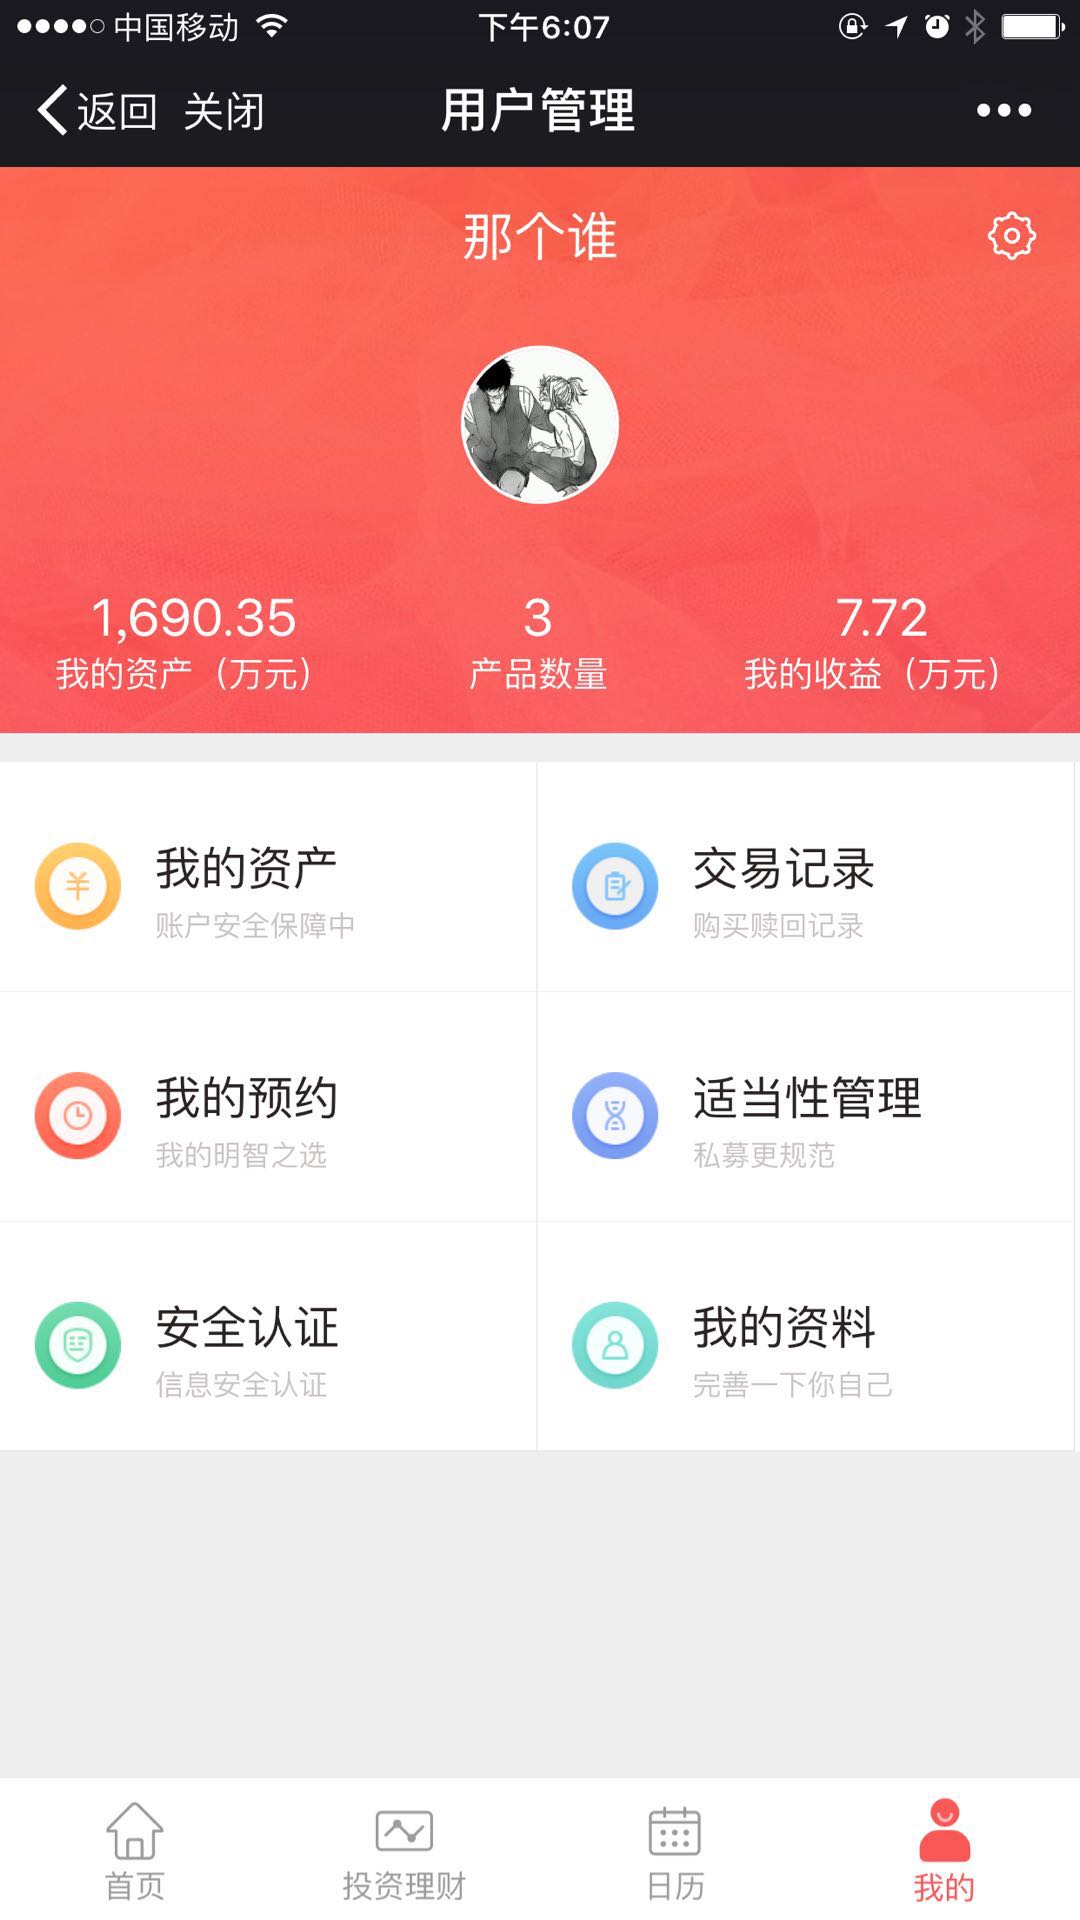 中国移动 下午6:07
返回 关闭 用户管理
那个谁
1,690.35 3 7.72
我的资产（万元） 产品数量 我的收益（万元）
我的资产 交易记录
账户安全保障中 购买赎回记录
我的预约 适当性管理
我的明智之选 私募更规范
安全认证 我的资料
信息安全认证 完善一下你自己
首页 投资理财 日历 我的